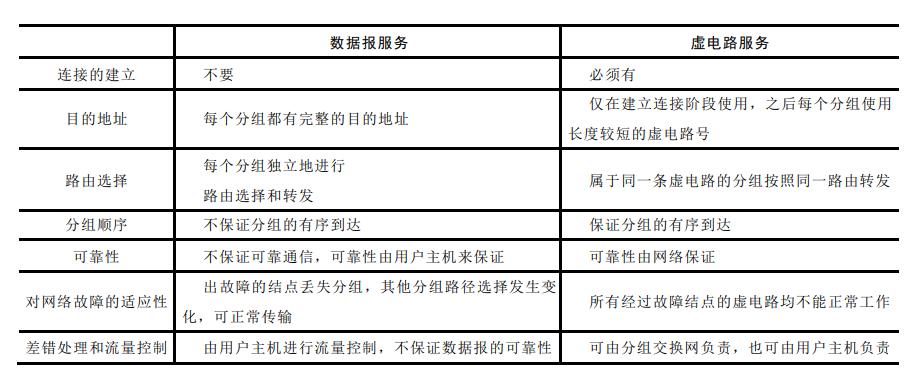 数据报服务 虚电路服务
连接的建立 不要 必须有
目的地址 每个分组都有完整的目的地址 仅在建立连接阶段使用，之后每个分组使用
长度较短的虚电路号
路由选择 每个分组独立地进行
路由选择和转发 属于同一条虚电路的分组按照同一路由转发
分组顺序 不保证分组的有序到达 保证分组的有序到达
可靠性 不保证可靠通信，可靠性由用户主机来保证 可靠性由网络保证
对网络故障的适应性 出故障的结点丢失分组，其他分组路径选择发生变
化，可正常传输 所有经过故障结点的虚电路均不能正常工作
差错处理和流量控制 由用户主机进行流量控制，不保证数据报的可靠性 可由分组交换网负责，也可由用户主机负责